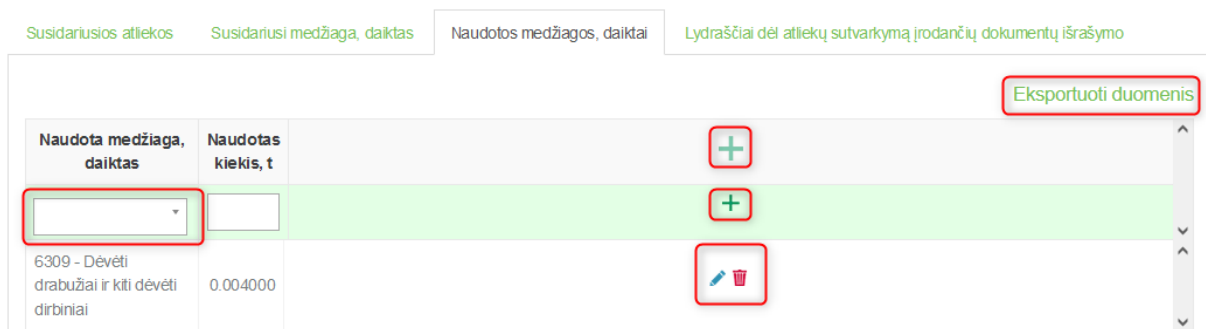 Susidariusios atliekos Susidariusi medžiaga, daiktas Naudotos medžiagos, daiktai Lydraščiai dėl atliekų sutvarkymą įrodančių dokumentų išrašymo
Eksportuoti duomenis
Naudota medžiaga, Naudotas
daiktas kiekis, t
6309 - Dėvėti
drabužiai ir kiti dėvėti 0.004000
dirbiniai